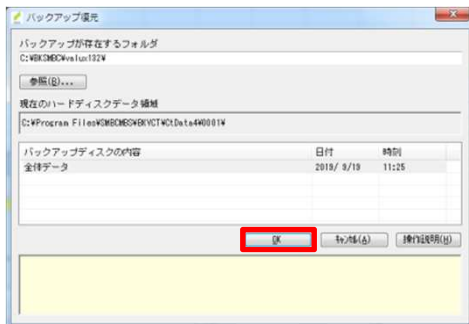 バックアップ復元
バックアップが存在するフォルダ
C:¥BKSMBC¥valux132¥
参照(B)...
現在のハードディスクデータ領域
C:¥Program Files¥SMBCMBS¥BKVCT¥CtData4¥0001¥
バックアップディスクの内容 日付 時刻
全体データ 2019/ 9/19 11:25
OK キャンセル(A) 操作説明(H)